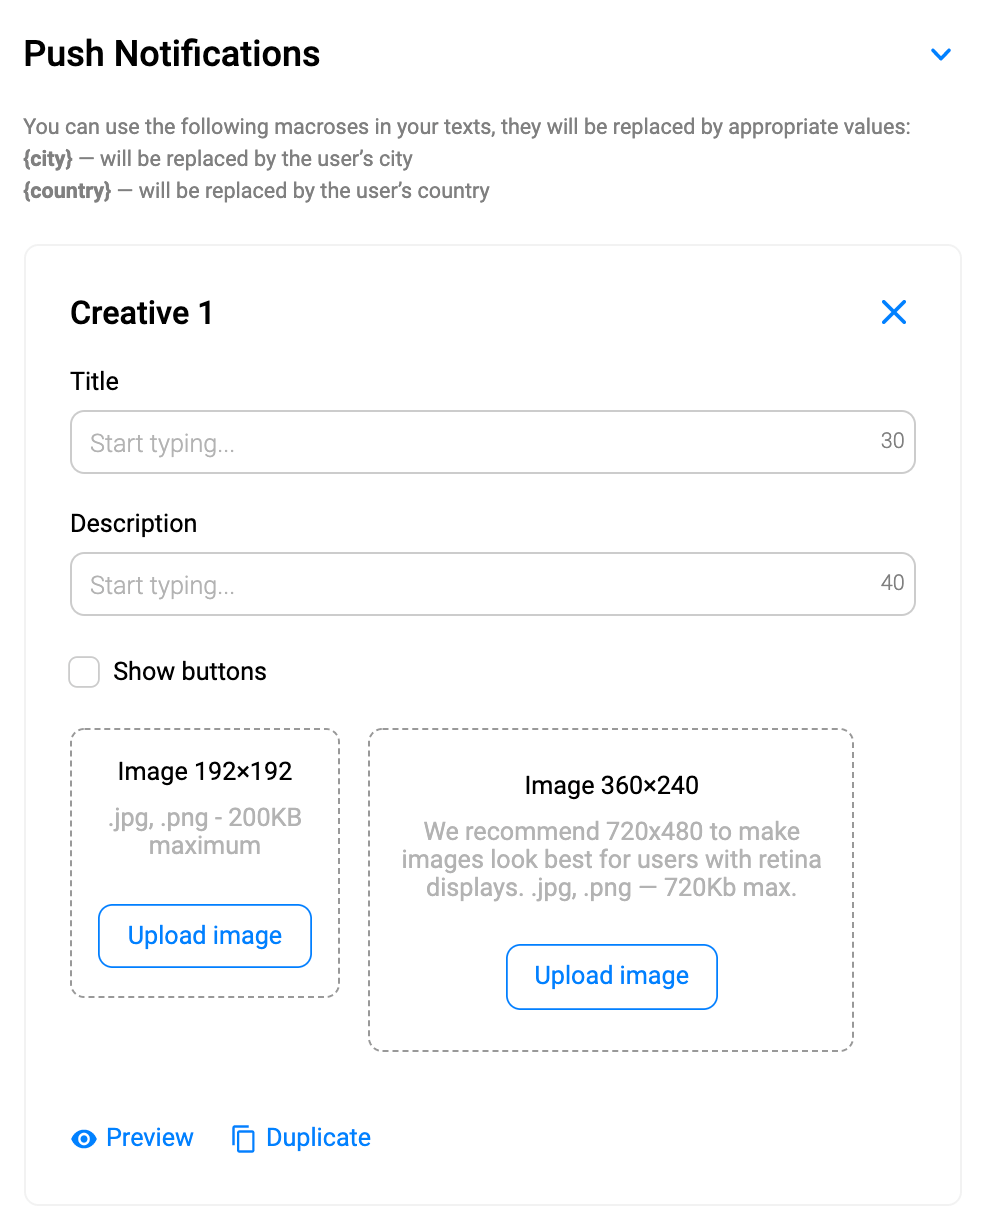 Push Notifications
You can use the following macroses in your texts, they will be replaced by appropriate values:
{city} — will be replaced by the user’s city
{country} — will be replaced by the user’s country
Creative 1
Title
Start typing...
30
Description
Start typing...
40
Show buttons
Image 192×192
.jpg, .png - 200KB
maximum
Upload image
Image 360×240
We recommend 720x480 to make
images look best for users with retina
displays. .jpg, .png — 720Kb max.
Upload image
Preview
Duplicate